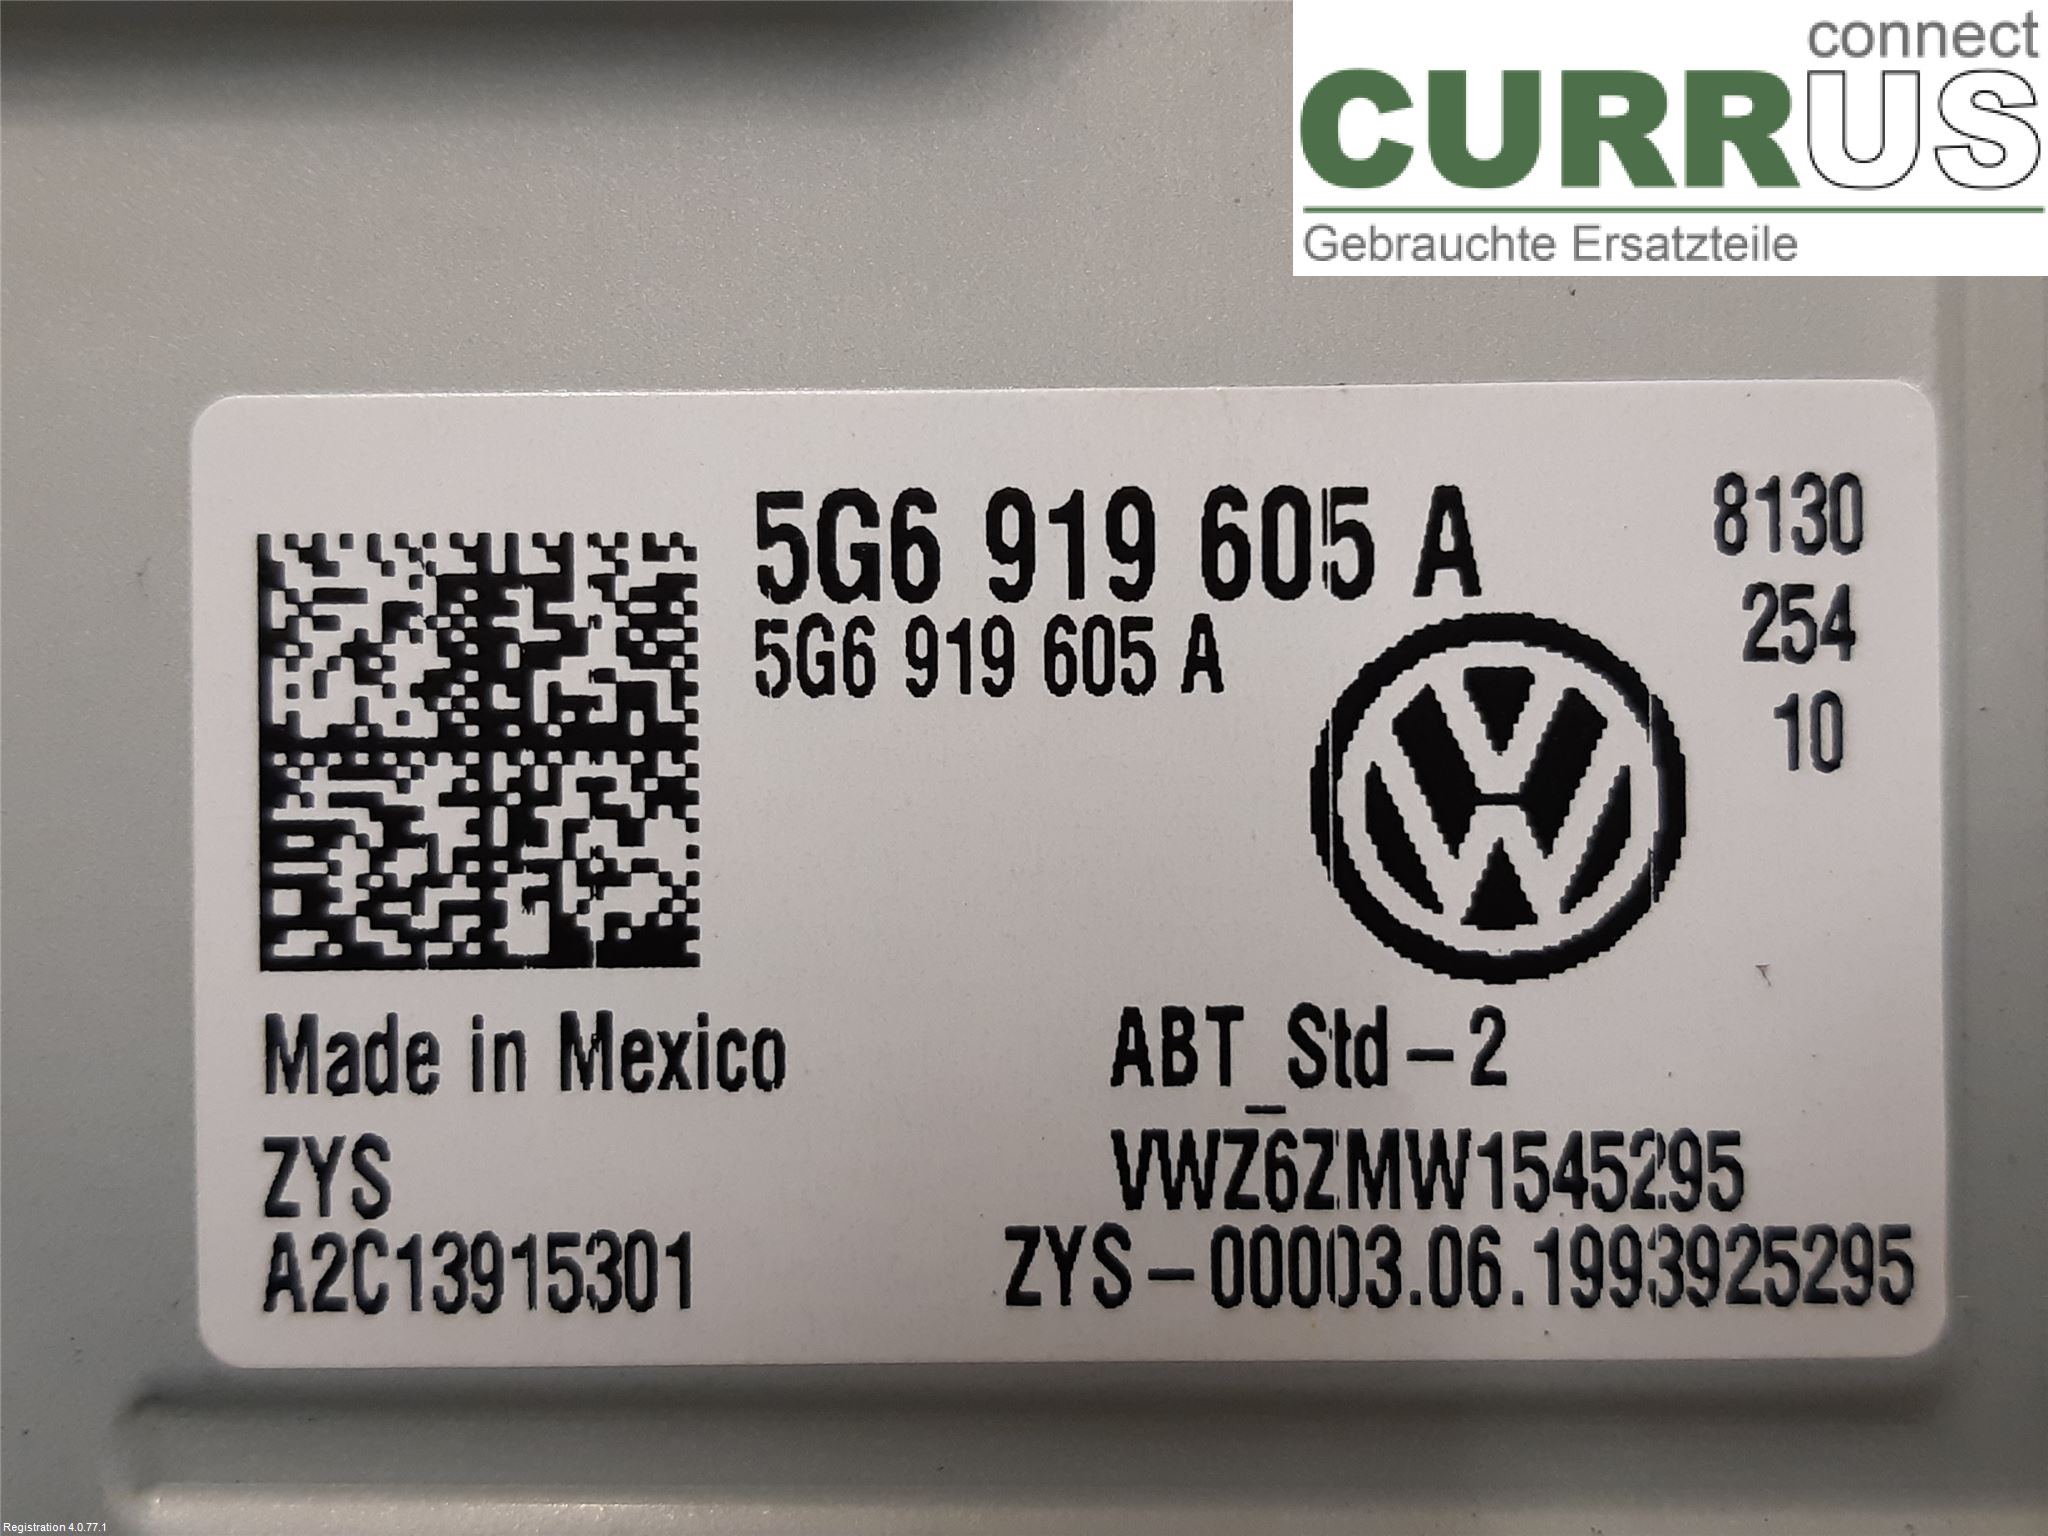 connect
CURRUS
Gebrauchte Ersatzteile
5G6 919 605 A
5G6 919 605 A
8130
254
10
Made in Mexico
ABT_Std-2
ZYS
VWZ6ZMW1545295
A2C13915301
ZYS-00003.06.1993925295
Registration 4.0.77.1